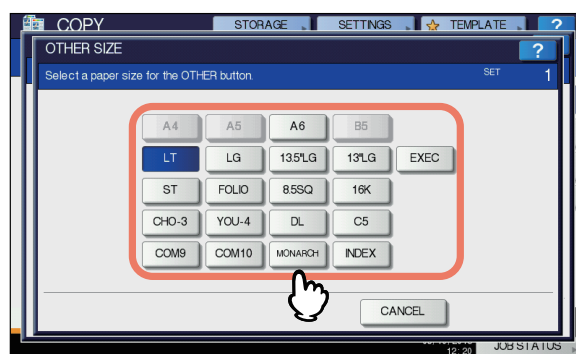 COPY STORAGE SETTINGS TEMPLATE ?
OTHER SIZE ?
Select a paper size for the OTHER button. SET 1
A4 A5 A6 B5
LT LG 13.5"LG 13"LG EXEC
ST FOLIO 8.5SQ 16K
CHO-3 YOU-4 DL C5
COM9 COM10 MONARCH INDEX
CANCEL
12:20 JOB STATUS